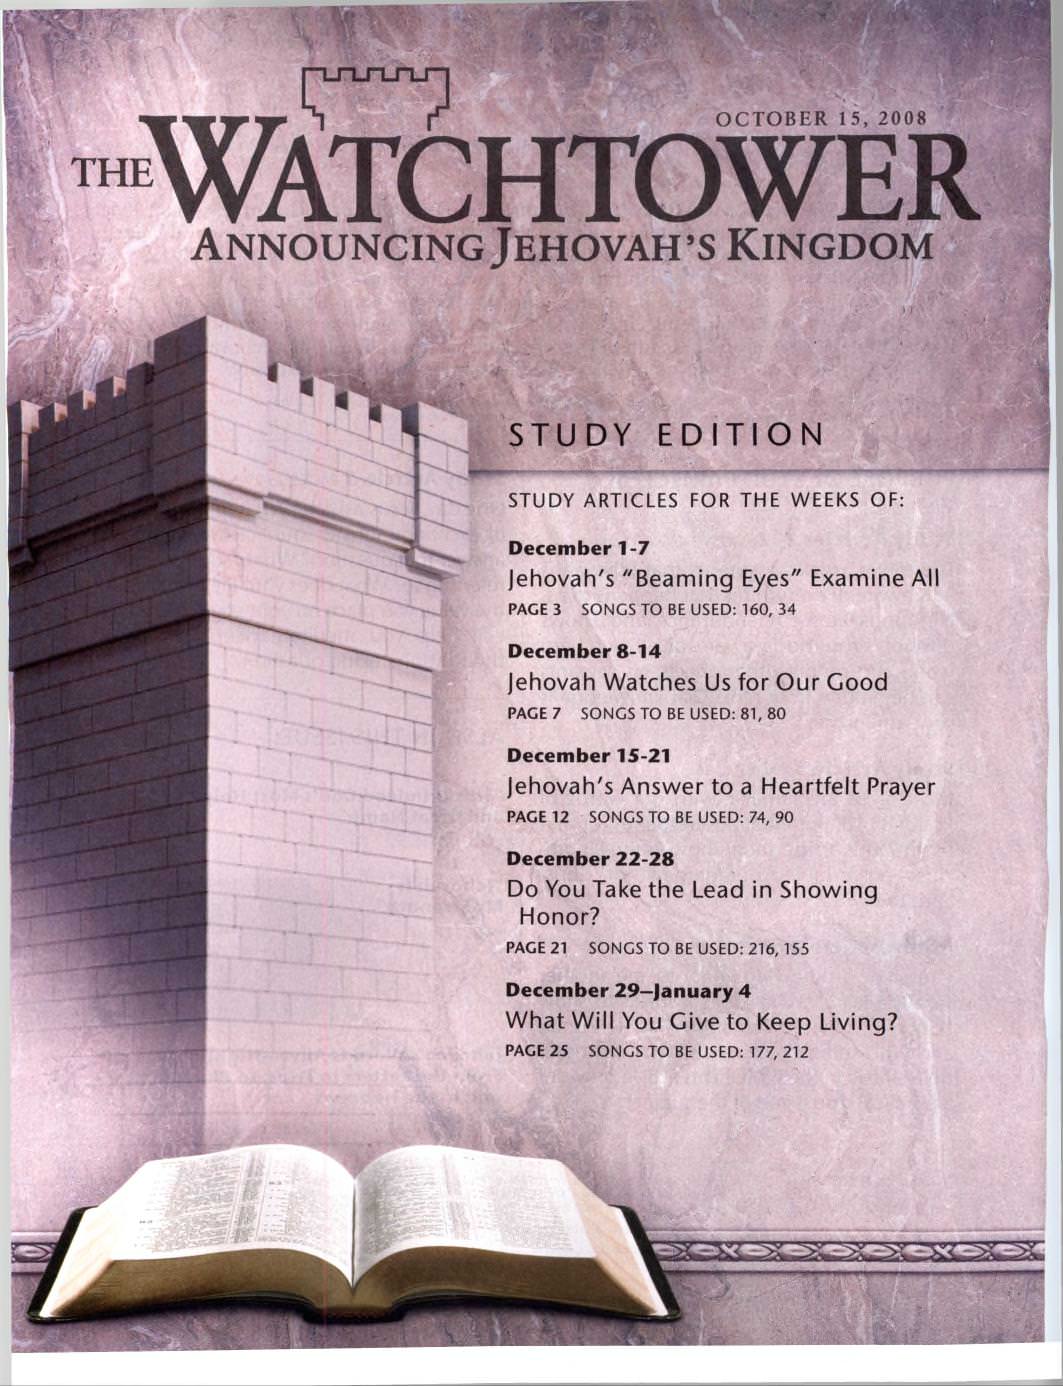 OCTOBER 15, 2008
THE WATCHTOWER
ANNOUNCING JEHOVAH'S KINGDOM
STUDY EDITION
STUDY ARTICLES FOR THE WEEKS OF:
December 1-7
Jehovah's "Beaming Eyes" Examine All
PAGE 3 SONGS TO BE USED: 160, 34
December 8-14
Jehovah Watches Us for Our Good
PAGE 7 SONGS TO BE USED: 81, 80
December 15-21
Jehovah's Answer to a Heartfelt Prayer
PAGE 12 SONGS TO BE USED: 74, 90
December 22-28
Do You Take the Lead in Showing
Honor?
PAGE 21 SONGS TO BE USED: 216, 155
December 29–January 4
What Will You Give to Keep Living?
PAGE 25 SONGS TO BE USED: 177, 212